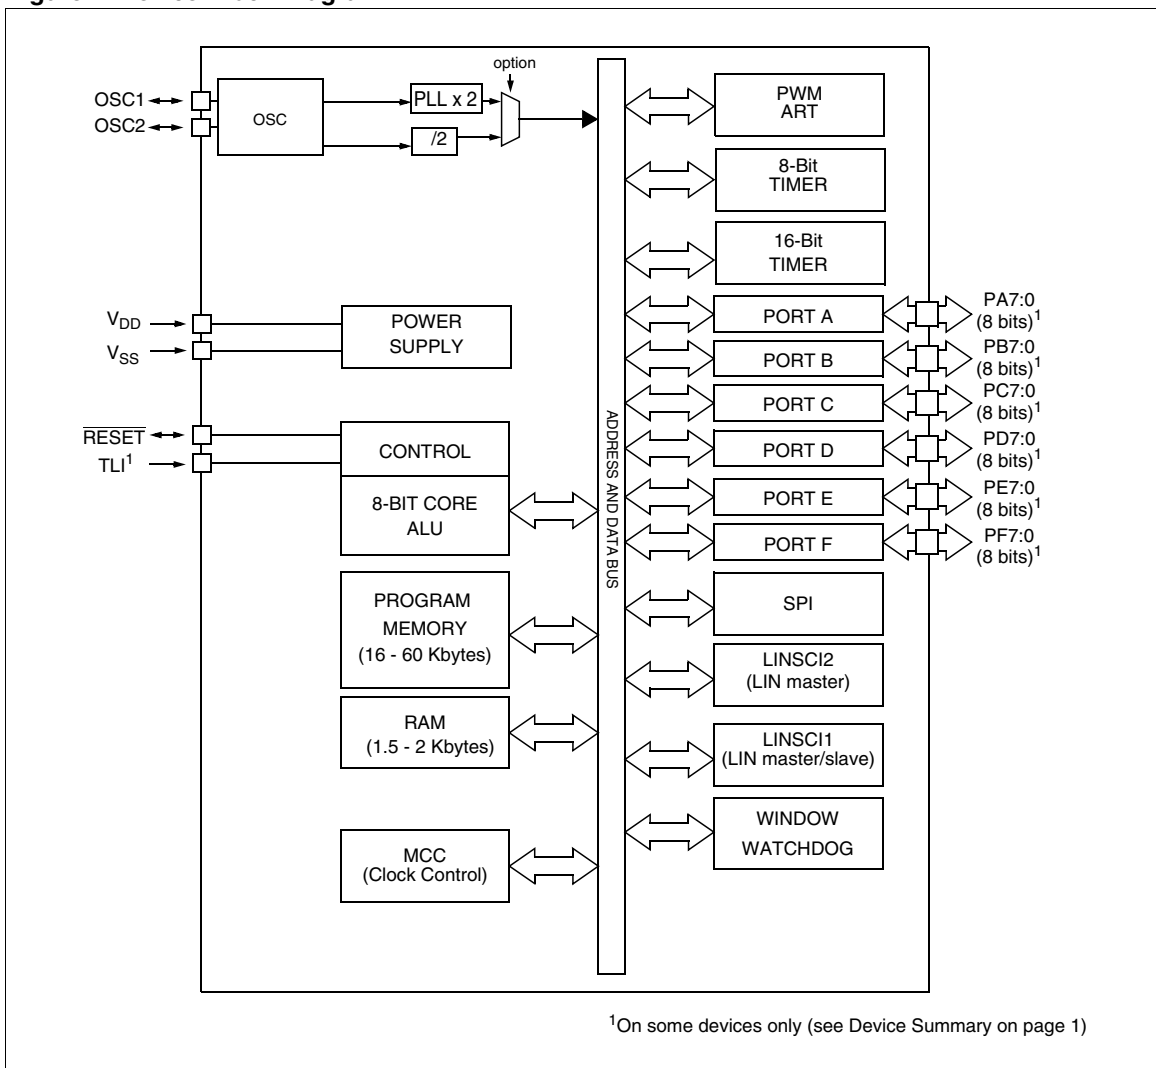 option
OSC1
OSC2
OSC
PLL x 2
/2
V_DD
V_SS
POWER
SUPPLY
RESET
TLI¹
CONTROL
8-BIT CORE
ALU
PROGRAM
MEMORY
(16 - 60 Kbytes)
RAM
(1.5 - 2 Kbytes)
MCC
(Clock Control)
ADDRESS AND DATA BUS
PWM
ART
8-Bit
TIMER
16-Bit
TIMER
PORT A
PA7:0
(8 bits)¹
PORT B
PB7:0
(8 bits)¹
PORT C
PC7:0
(8 bits)¹
PORT D
PD7:0
(8 bits)¹
PORT E
PE7:0
(8 bits)¹
PORT F
PF7:0
(8 bits)¹
SPI
LINSCI2
(LIN master)
LINSCI1
(LIN master/slave)
WINDOW
WATCHDOG
¹On some devices only (see Device Summary on page 1)